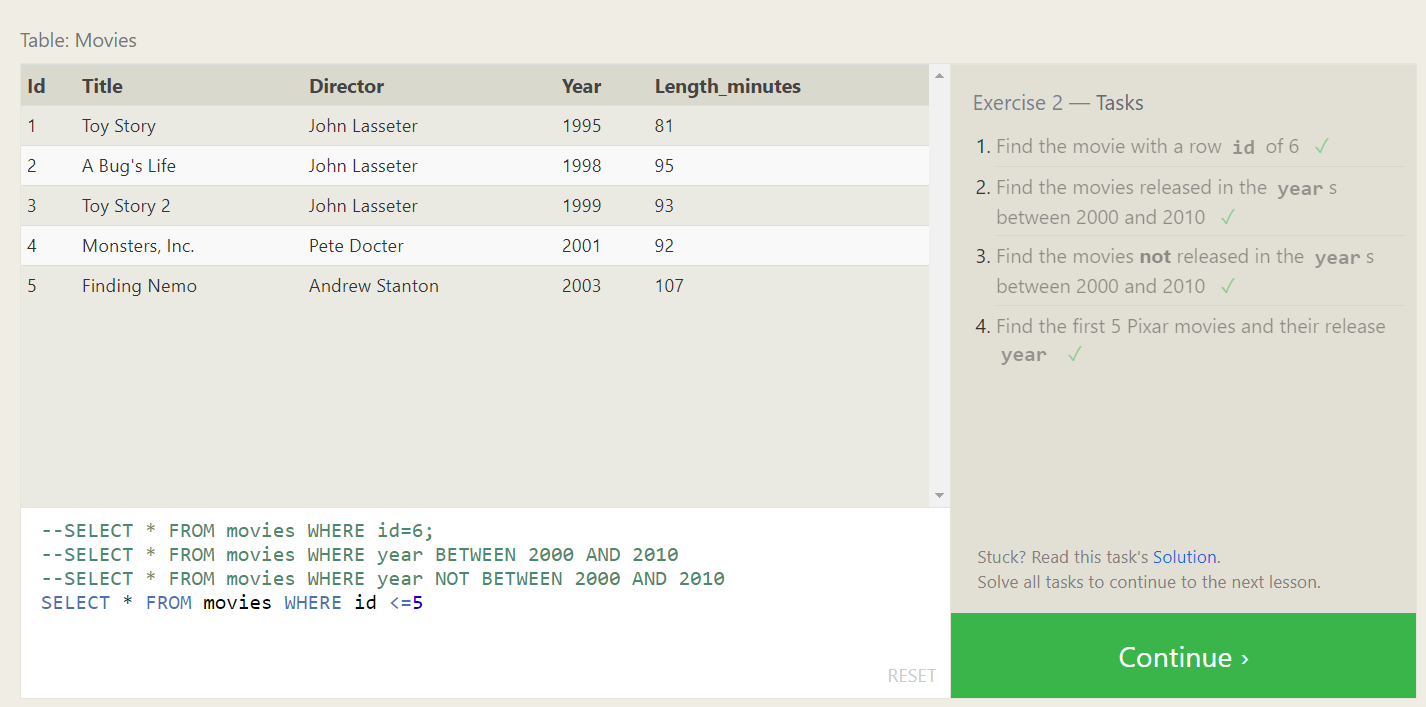 Table: Movies
Id Title Director Year Length_minutes
1 Toy Story John Lasseter 1995 81
2 A Bug's Life John Lasseter 1998 95
3 Toy Story 2 John Lasseter 1999 93
4 Monsters, Inc. Pete Docter 2001 92
5 Finding Nemo Andrew Stanton 2003 107
--SELECT * FROM movies WHERE id=6;
--SELECT * FROM movies WHERE year BETWEEN 2000 AND 2010
--SELECT * FROM movies WHERE year NOT BETWEEN 2000 AND 2010
SELECT * FROM movies WHERE id <=5
RESET
Exercise 2 — Tasks
1. Find the movie with a row id of 6 ✓
2. Find the movies released in the year s
between 2000 and 2010 ✓
3. Find the movies not released in the year s
between 2000 and 2010 ✓
4. Find the first 5 Pixar movies and their release
year ✓
Stuck? Read this task's Solution.
Solve all tasks to continue to the next lesson.
Continue ›